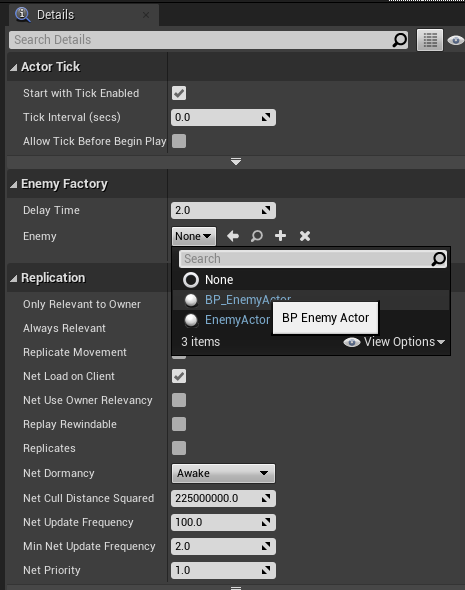 Details
Search Details
Actor Tick
Start with Tick Enabled
Tick Interval (secs) 0.0
Allow Tick Before Begin Play
Enemy Factory
Delay Time 2.0
Enemy None
Search
None
BP_EnemyActor
EnemyActor
BP Enemy Actor
3 items View Options
Replication
Only Relevant to Owner
Always Relevant
Replicate Movement
Net Load on Client
Net Use Owner Relevancy
Replay Rewindable
Replicates
Net Dormancy Awake
Net Cull Distance Squared 225000000.0
Net Update Frequency 100.0
Min Net Update Frequency 2.0
Net Priority 1.0